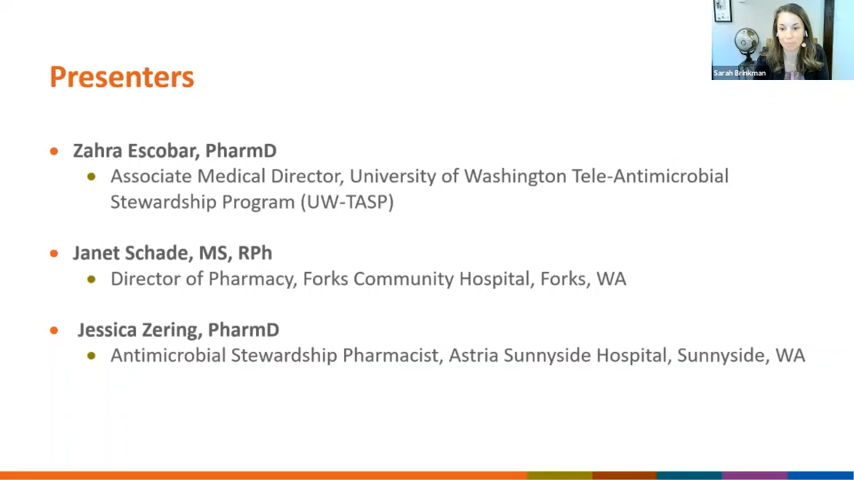 Presenters
Sarah Brinkman
• Zahra Escobar, PharmD
• Associate Medical Director, University of Washington Tele-Antimicrobial
Stewardship Program (UW-TASP)
• Janet Schade, MS, RPh
• Director of Pharmacy, Forks Community Hospital, Forks, WA
• Jessica Zering, PharmD
• Antimicrobial Stewardship Pharmacist, Astria Sunnyside Hospital, Sunnyside, WA